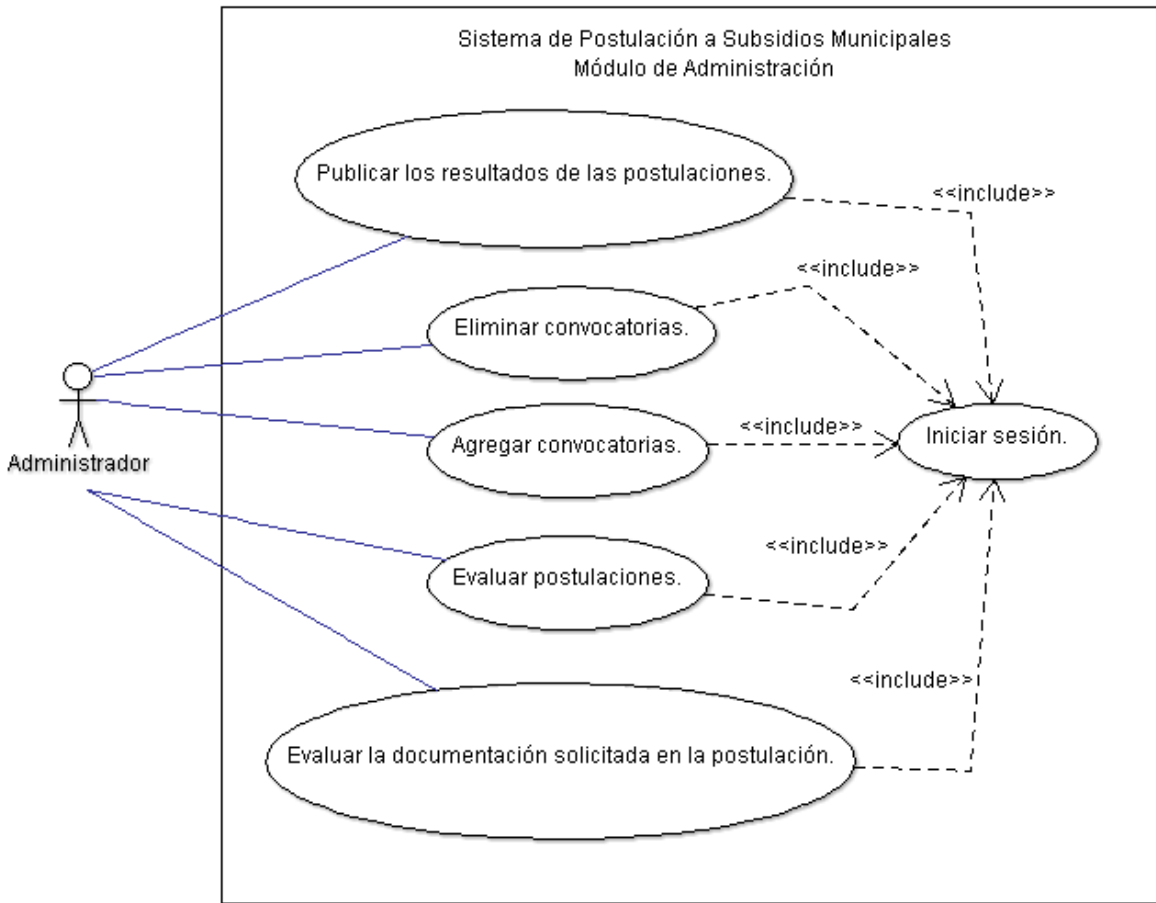 Sistema de Postulación a Subsidios Municipales
Módulo de Administración
Publicar los resultados de las postulaciones.
<<include>>
<<include>>
Eliminar convocatorias.
Administrador
Agregar convocatorias.
<<include>>
Iniciar sesión.
<<include>>
Evaluar postulaciones.
<<include>>
Evaluar la documentación solicitada en la postulación.